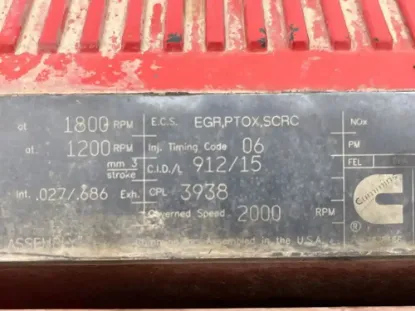 at 1800 RPM E.C.S. EGR,PTOX,SCRC NOx
at 1200 RPM Inj. Timing Code 06 PM
mm 3 stroke C.I.D./L 912/15 FEL
Int. .027/.686 Exh. CPL 3938 Cummins
Governed Speed 2000 RPM
ASSEMBLY Assembled in the U.S.A. ®